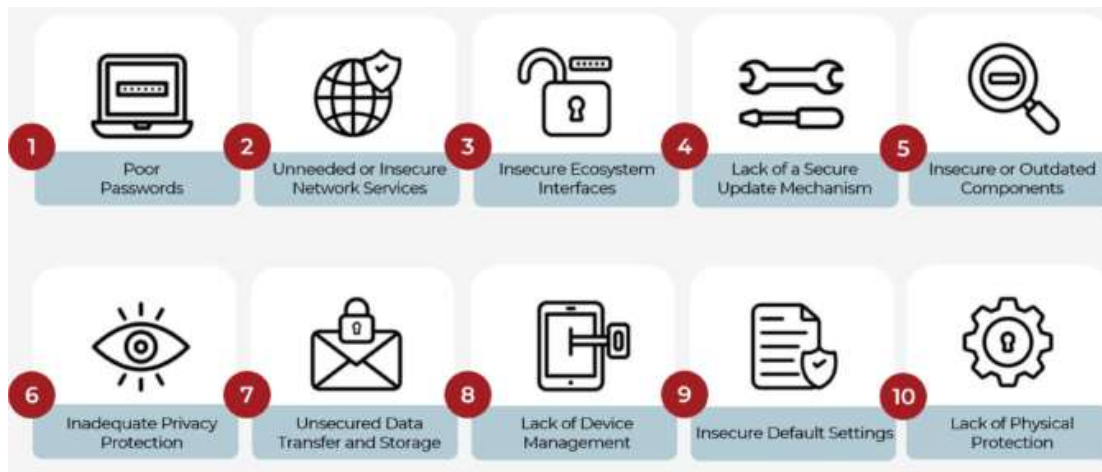 1
Poor
Passwords
2
Unneeded or Insecure
Network Services
3
Insecure Ecosystem
Interfaces
4
Lack of a Secure
Update Mechanism
5
Insecure or Outdated
Components
6
Inadequate Privacy
Protection
7
Unsecured Data
Transfer and Storage
8
Lack of Device
Management
9
Insecure Default Settings
10
Lack of Physical
Protection